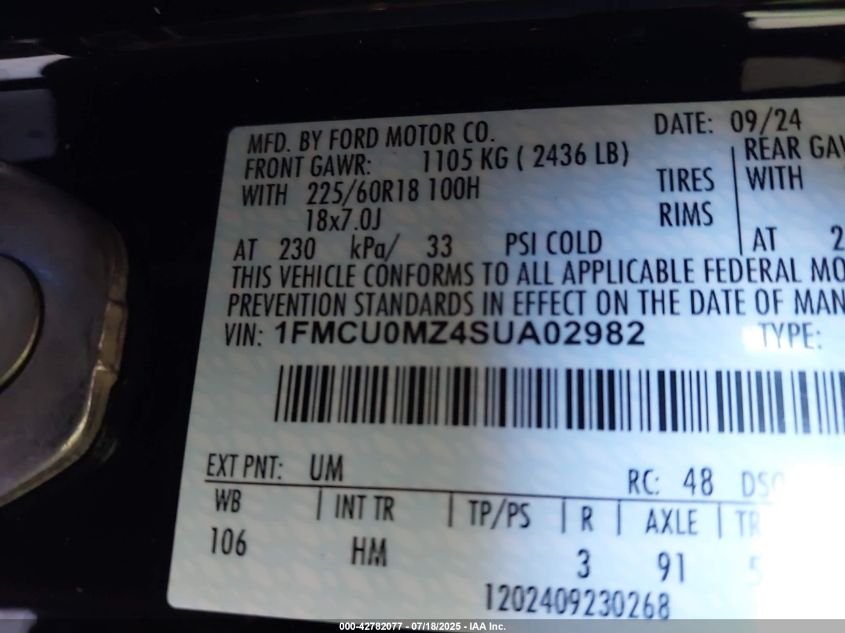 MFD. BY FORD MOTOR CO. DATE: 09/24
FRONT GAWR: 1105 KG ( 2436 LB) REAR
WITH 225/60R18 100H TIRES WITH
18x7.0J RIMS
AT 230 kPa/ 33 PSI COLD AT 2
THIS VEHICLE CONFORMS TO ALL APPLICABLE FEDERAL
PREVENTION STANDARDS IN EFFECT ON THE DATE OF
VIN: 1FMCU0MZ4SUA02982 TYPE:
EXT PNT: UM RC: 48
WB INT TR TP/PS R AXLE TR
106 HM 3 91 5
1202409230268
000-42782077 - 07/18/2025 - IAA Inc.